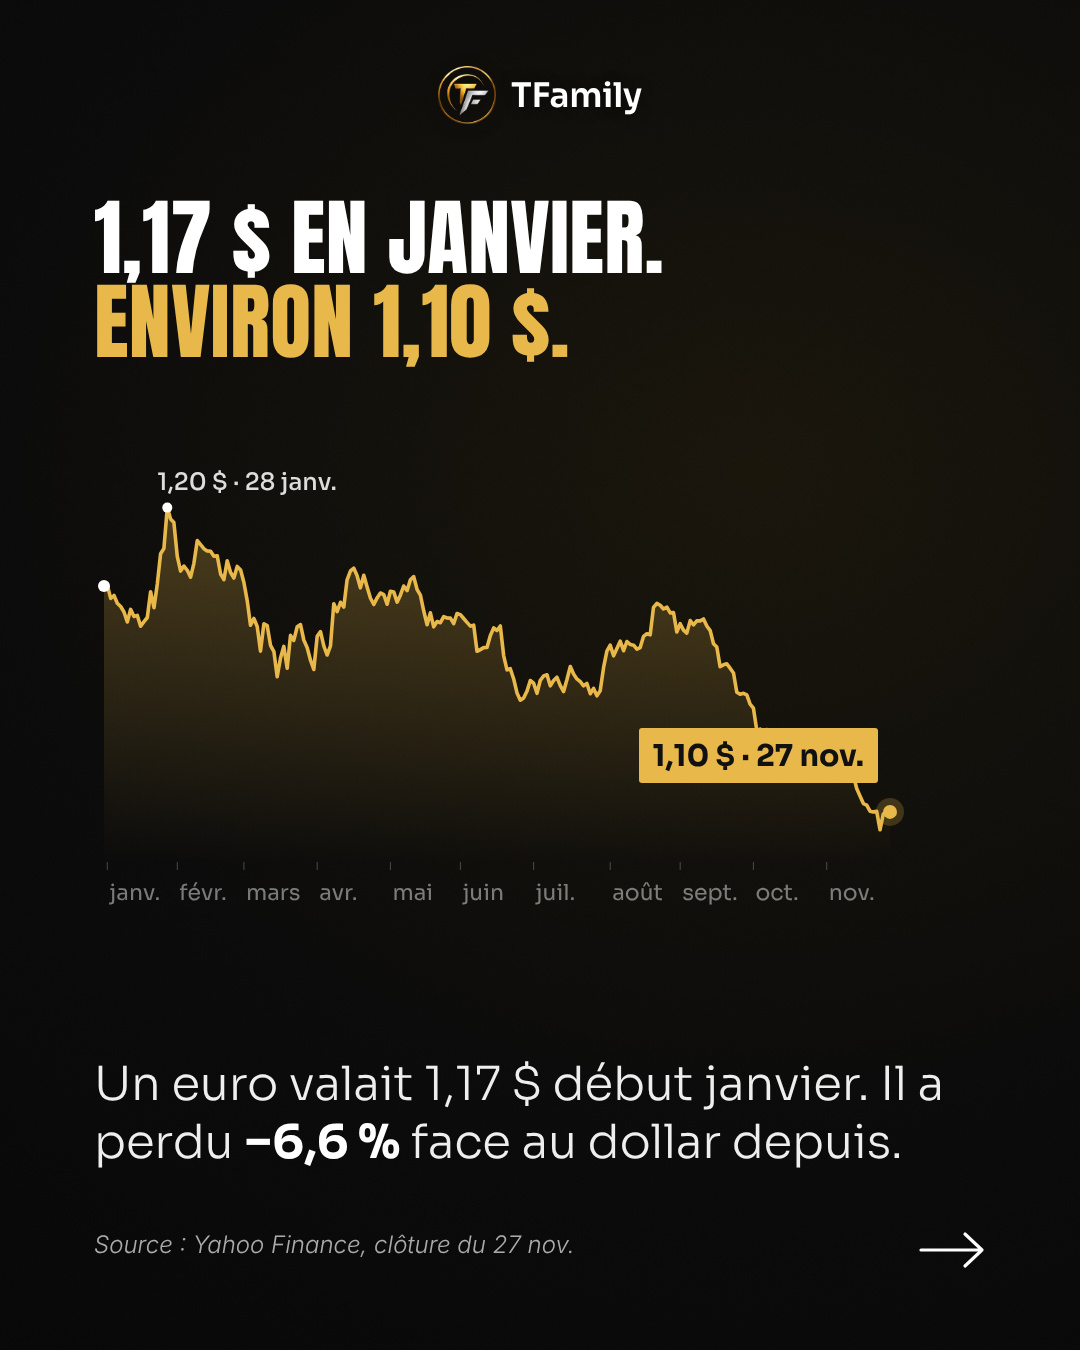 TFamily
1,17 $ EN JANVIER.
ENVIRON 1,10 $.
1,20 $ · 28 janv.
1,10 $ · 27 nov.
janv. févr. mars avr. mai juin juil. août sept. oct. nov.
Un euro valait 1,17 $ début janvier. Il a
perdu −6,6 % face au dollar depuis.
Source : Yahoo Finance, clôture du 27 nov.